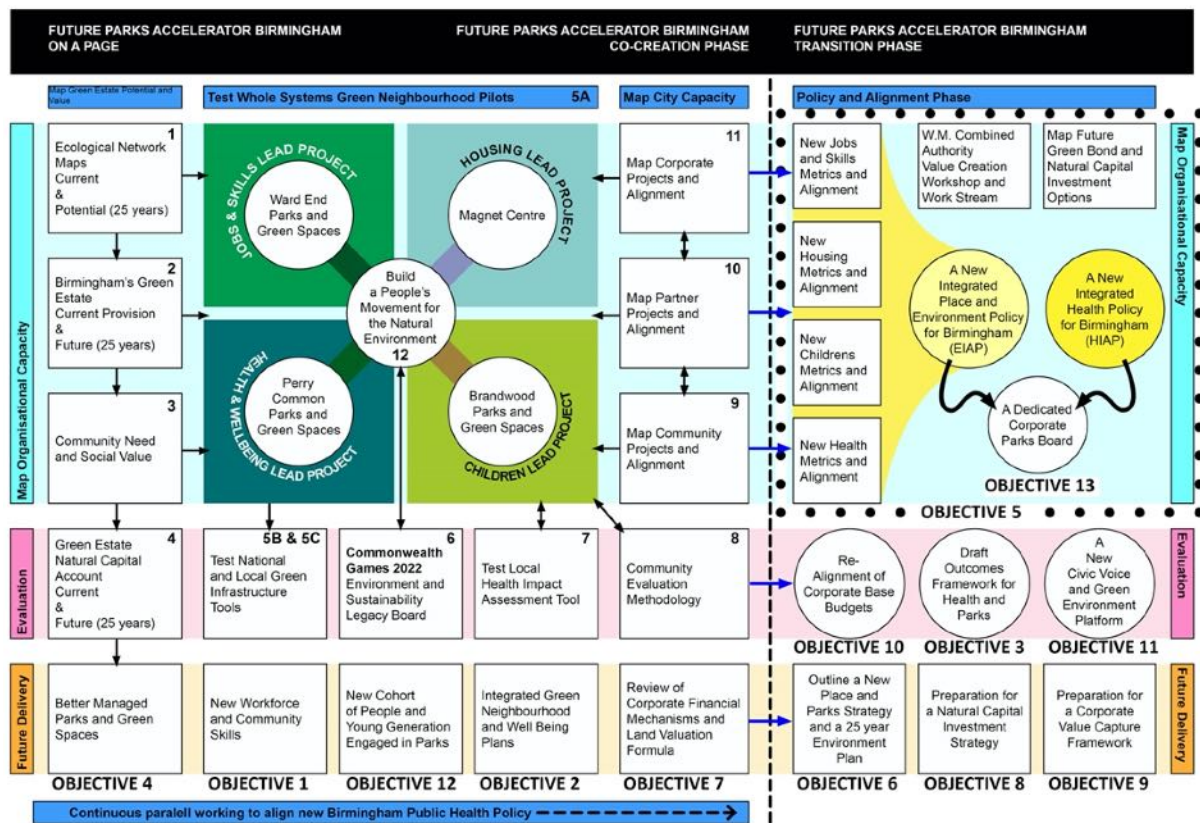 FUTURE PARKS ACCELERATOR BIRMINGHAM
ON A PAGE
FUTURE PARKS ACCELERATOR BIRMINGHAM
CO-CREATION PHASE
FUTURE PARKS ACCELERATOR BIRMINGHAM
TRANSITION PHASE
Map Green Estate Potential and
Value
Test Whole Systems Green Neighbourhood Pilots
5A
Map City Capacity
Policy and Alignment Phase
Map Organisational Capacity
1
Ecological Network
Maps
Current
&
Potential (25 years)
2
Birmingham's Green
Estate
Current Provision
&
Future (25 years)
3
Community Need
and Social Value
JOBS & SKILLS LEAD PROJECT
Ward End
Parks and
Green Spaces
HOUSING LEAD PROJECT
Magnet Centre
Build
a People's
Movement for
the Natural
Environment
12
HEALTH & WELLBEING LEAD PROJECT
Perry
Common
Parks and
Green Spaces
CHILDREN LEAD PROJECT
Brandwood
Parks and
Green Spaces
11
Map Corporate
Projects and
Alignment
10
Map Partner
Projects and
Alignment
9
Map Community
Projects and
Alignment
New Jobs
and Skills
Metrics and
Alignment
New
Housing
Metrics and
Alignment
New
Childrens
Metrics and
Alignment
New Health
Metrics and
Alignment
W.M. Combined
Authority
Value Creation
Workshop and
Work Stream
Map Future
Green Bond and
Natural Capital
Investment
Options
A New
Integrated
Place and
Environment Policy
for Birmingham
(EIAP)
A New
Integrated
Health Policy
for Birmingham
(HIAP)
A Dedicated
Corporate
Parks Board
OBJECTIVE 13
OBJECTIVE 5
Map Organisational Capacity
Evaluation
4
Green Estate
Natural Capital
Account
Current
&
Future (25 years)
5B & 5C
Test National
and Local Green
Infrastructure
Tools
6
Commonwealth
Games 2022
Environment and
Sustainability
Legacy Board
7
Test Local
Health Impact
Assessment Tool
8
Community
Evaluation
Methodology
Re-
Alignment of
Corporate Base
Budgets
Draft
Outcomes
Framework for
Health and
Parks
A
New
Civic Voice
and Green
Environment
Platform
Evaluation
OBJECTIVE 10
OBJECTIVE 3
OBJECTIVE 11
Future Delivery
Better Managed
Parks and Green
Spaces
New Workforce
and Community
Skills
New Cohort
of People and
Young Generation
Engaged in Parks
Integrated Green
Neighbourhood
and Well Being
Plans
Review of
Corporate Financial
Mechanisms and
Land Valuation
Formula
Outline a New
Place and
Parks Strategy
and a 25 year
Environment
Plan
Preparation for
a Natural Capital
Investment
Strategy
Preparation for
a Corporate
Value Capture
Framework
Future Delivery
OBJECTIVE 4
OBJECTIVE 1
OBJECTIVE 12
OBJECTIVE 2
OBJECTIVE 7
OBJECTIVE 6
OBJECTIVE 8
OBJECTIVE 9
Continuous paralell working to align new Birmingham Public Health Policy